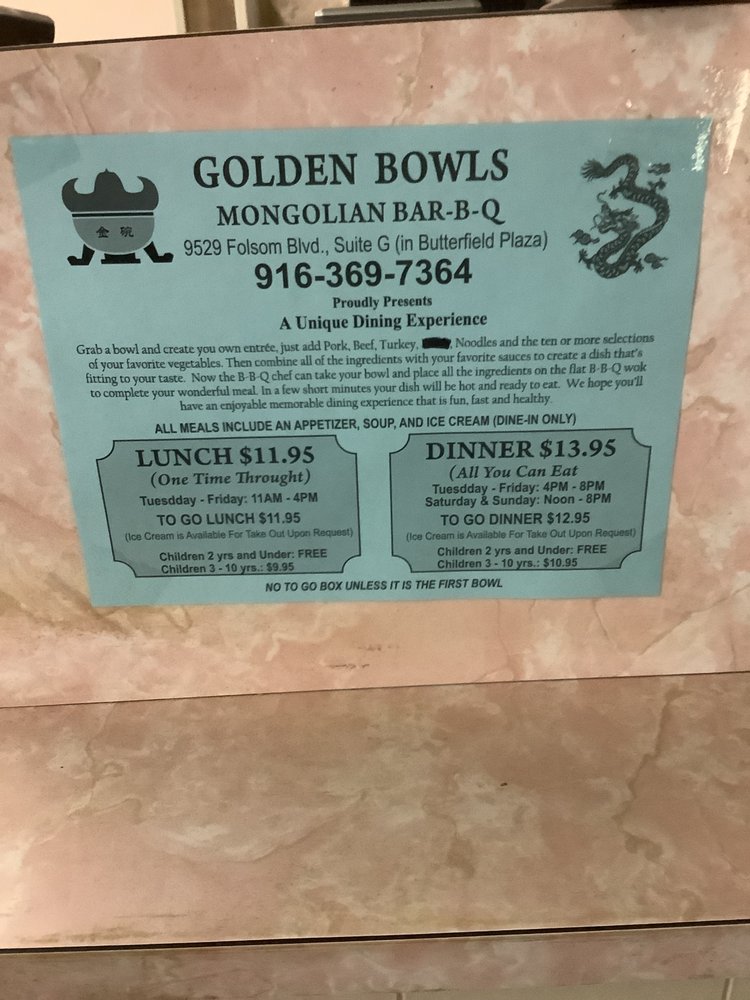 GOLDEN BOWLS
金 碗
MONGOLIAN BAR-B-Q
9529 Folsom Blvd., Suite G (in Butterfield Plaza)
916-369-7364
Proudly Presents
A Unique Dining Experience
Grab a bowl and create you own entrée, just add Pork, Beef, Turkey, , Noodles and the ten or more selections
of your favorite vegetables. Then combine all of the ingredients with your favorite sauces to create a dish that's
fitting to your taste. Now the B-B-Q chef can take your bowl and place all the ingredients on the flat B-B-Q wok
to complete your wonderful meal. In a few short minutes your dish will be hot and ready to eat. We hope you'll
have an enjoyable memorable dining experience that is fun, fast and healthy.
ALL MEALS INCLUDE AN APPETIZER, SOUP, AND ICE CREAM (DINE-IN ONLY)
LUNCH $11.95
(One Time Throught)
Tuesdday - Friday: 11AM - 4PM
TO GO LUNCH $11.95
(Ice Cream is Available For Take Out Upon Request)
Children 2 yrs and Under: FREE
Children 3 - 10 yrs.: $9.95
DINNER $13.95
(All You Can Eat
Tuesdday - Friday: 4PM - 8PM
Saturday & Sunday: Noon - 8PM
TO GO DINNER $12.95
(Ice Cream is Available For Take Out Upon Request)
Children 2 yrs and Under: FREE
Children 3 - 10 yrs.: $10.95
NO TO GO BOX UNLESS IT IS THE FIRST BOWL